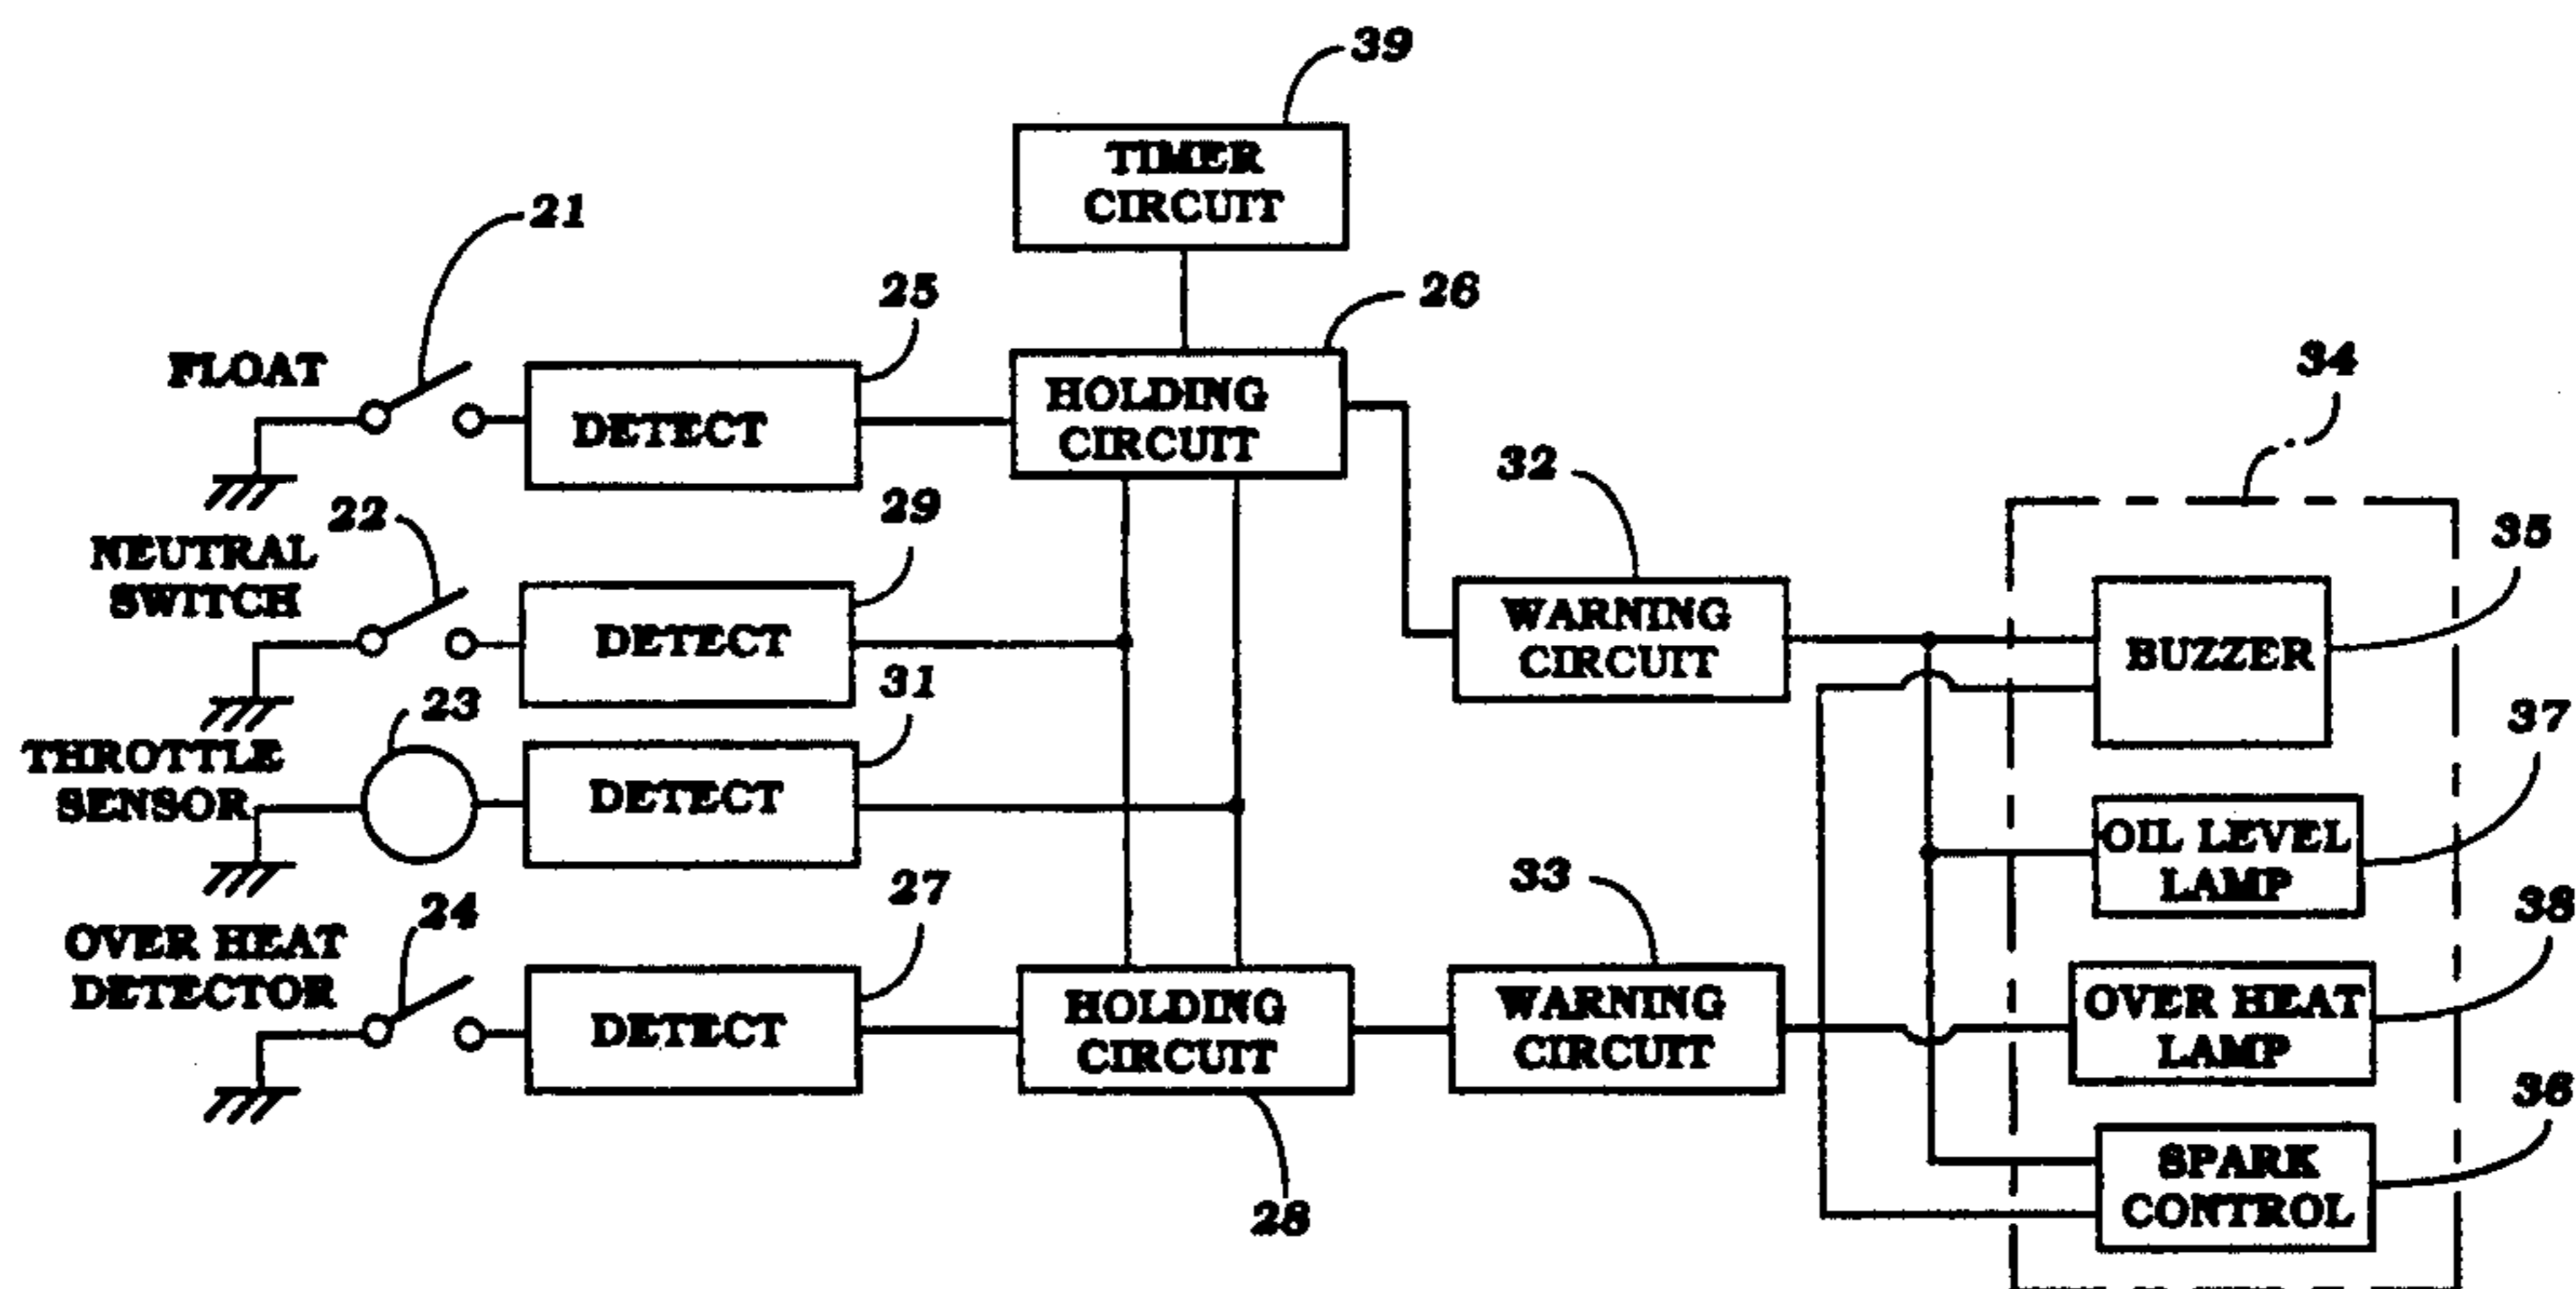 39
TIMER
CIRCUIT
21
25
26
FLOAT
DETECT
HOLDING
CIRCUIT
34
32
22
29
NEUTRAL
SWITCH
DETECT
WARNING
CIRCUIT
35
BUZZER
23
31
THROTTLE
SENSOR
DETECT
37
OIL LEVEL
LAMP
24
27
33
38
OVER HEAT
DETECTOR
DETECT
HOLDING
CIRCUIT
WARNING
CIRCUIT
OVER HEAT
LAMP
36
28
SPARK
CONTROL